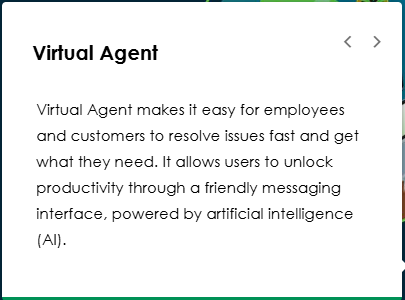 Virtual Agent
Virtual Agent makes it easy for employees
and customers to resolve issues fast and get
what they need. It allows users to unlock
productivity through a friendly messaging
interface, powered by artificial intelligence
(AI).